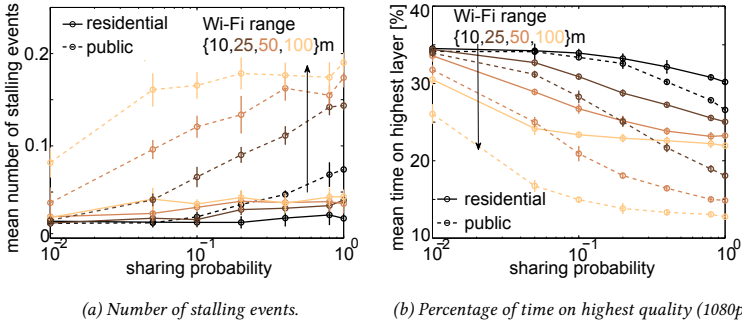 residential
public
Wi-Fi range
{10,25,50,100}m
0.2
0.1
0
mean number of stalling events
10⁻²
10⁻¹
10⁰
sharing probability
(a) Number of stalling events.
40
35
30
25
20
15
10
mean time on highest layer [%]
Wi-Fi range
{10,25,50,100}m
residential
public
10⁻²
10⁻¹
10⁰
sharing probability
(b) Percentage of time on highest quality (1080p